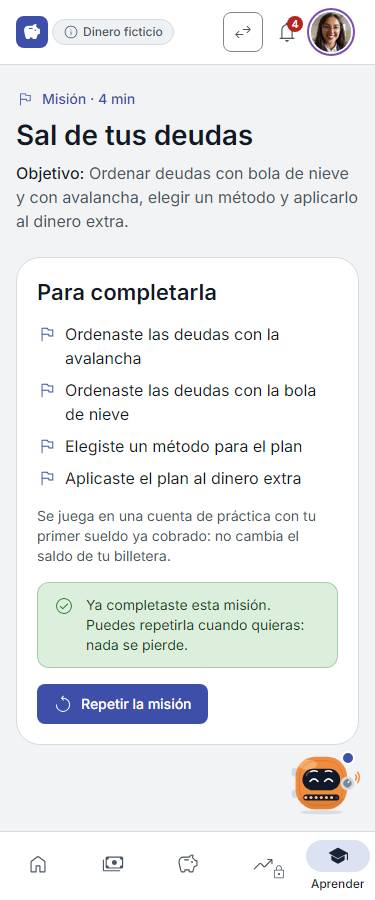 Dinero ficticio
4
Misión · 4 min
Sal de tus deudas
Objetivo: Ordenar deudas con bola de nieve
y con avalancha, elegir un método y aplicarlo
al dinero extra.
Para completarla
Ordenaste las deudas con la
avalancha
Ordenaste las deudas con la bola
de nieve
Elegiste un método para el plan
Aplicaste el plan al dinero extra
Se juega en una cuenta de práctica con tu
primer sueldo ya cobrado: no cambia el
saldo de tu billetera.
Ya completaste esta misión.
Puedes repetirla cuando quieras:
nada se pierde.
Repetir la misión
Aprender